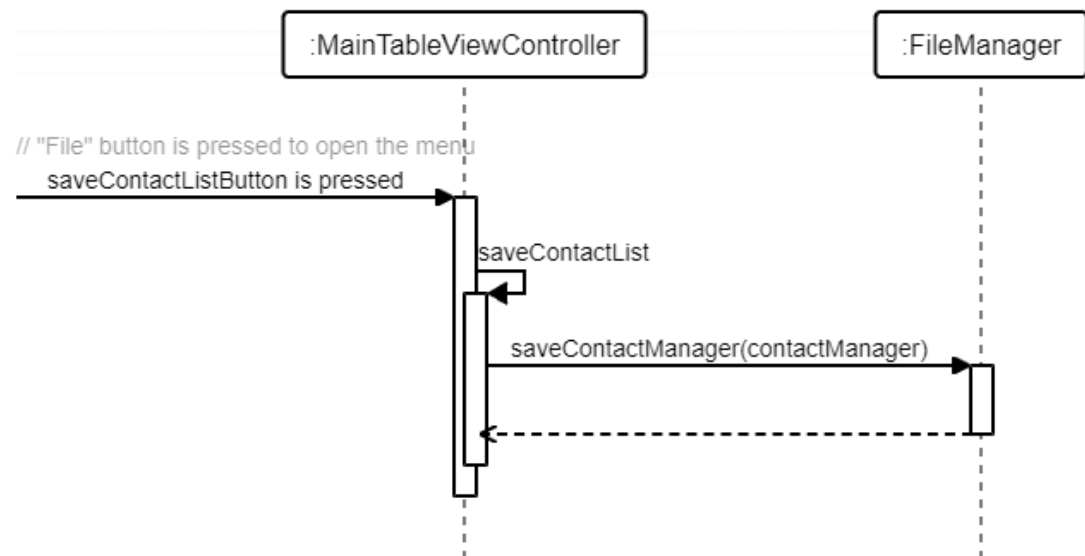 :MainTableViewController
:FileManager
// "File" button is pressed to open the menu
saveContactListButton is pressed
saveContactList
saveContactManager(contactManager)